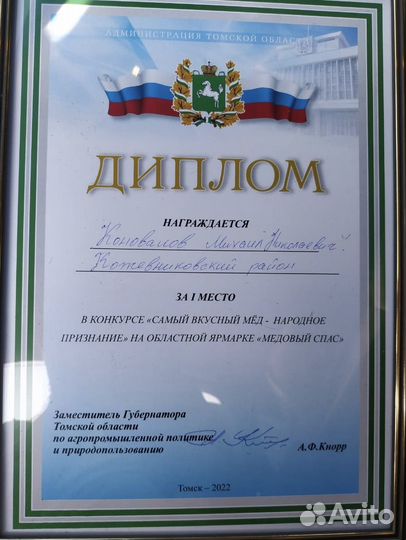 АДМИНИСТРАЦИЯ ТОМСКОЙ ОБЛАСТИ
ДИПЛОМ
НАГРАЖДАЕТСЯ
Коновалов Михаил Николаевич
Кожевниковский район
ЗА I МЕСТО
В КОНКУРСЕ «САМЫЙ ВКУСНЫЙ МЁД - НАРОДНОЕ
ПРИЗНАНИЕ» НА ОБЛАСТНОЙ ЯРМАРКЕ «МЕДОВЫЙ СПАС»
Заместитель Губернатора
Томской области
по агропромышленной политике
и природопользованию
А.Ф.Кнорр
Томск – 2022
Avito